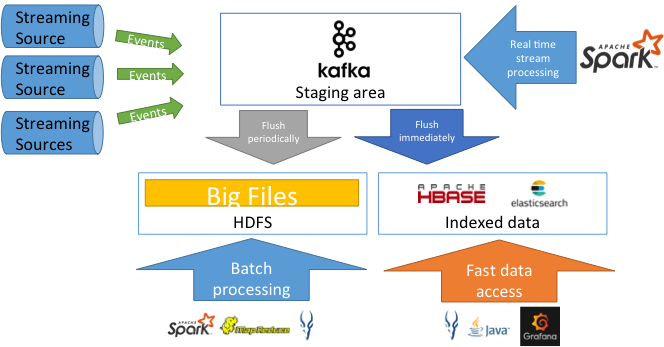 Streaming
Source
Streaming
Source
Streaming
Sources
Events
Events
Events
kafka
Staging area
Real time
stream
processing
APACHE
Spark
Flush
periodically
Flush
immediately
Big Files
HDFS
APACHE
HBASE
elasticsearch
Indexed data
Batch
processing
Fast data
access
APACHE
Spark
Map Reduce
Java
Grafana